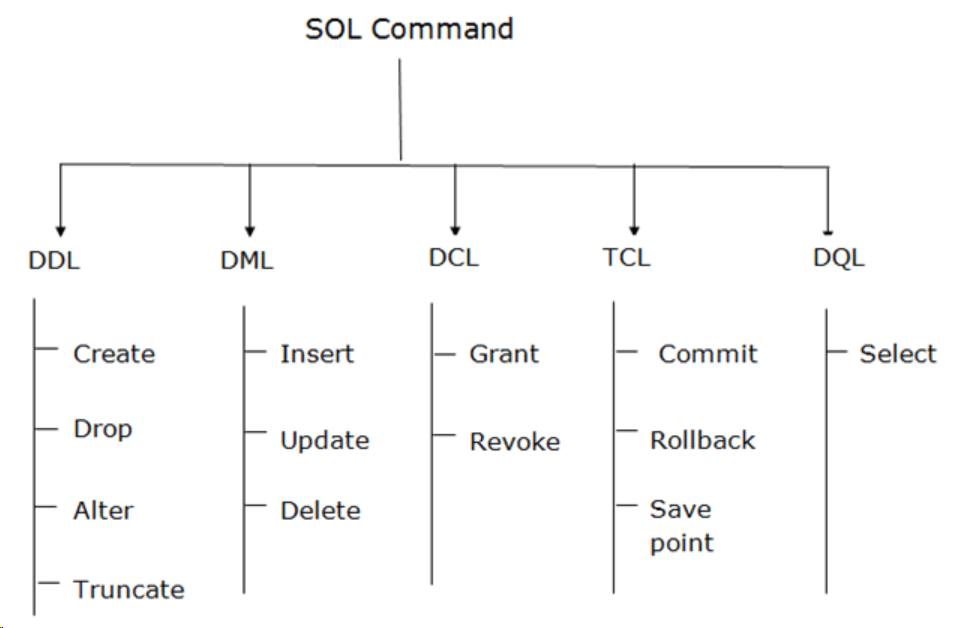 SOL Command
DDL
DML
DCL
TCL
DQL
Create
Drop
Alter
Truncate
Insert
Update
Delete
Grant
Revoke
Commit
Rollback
Save
point
Select